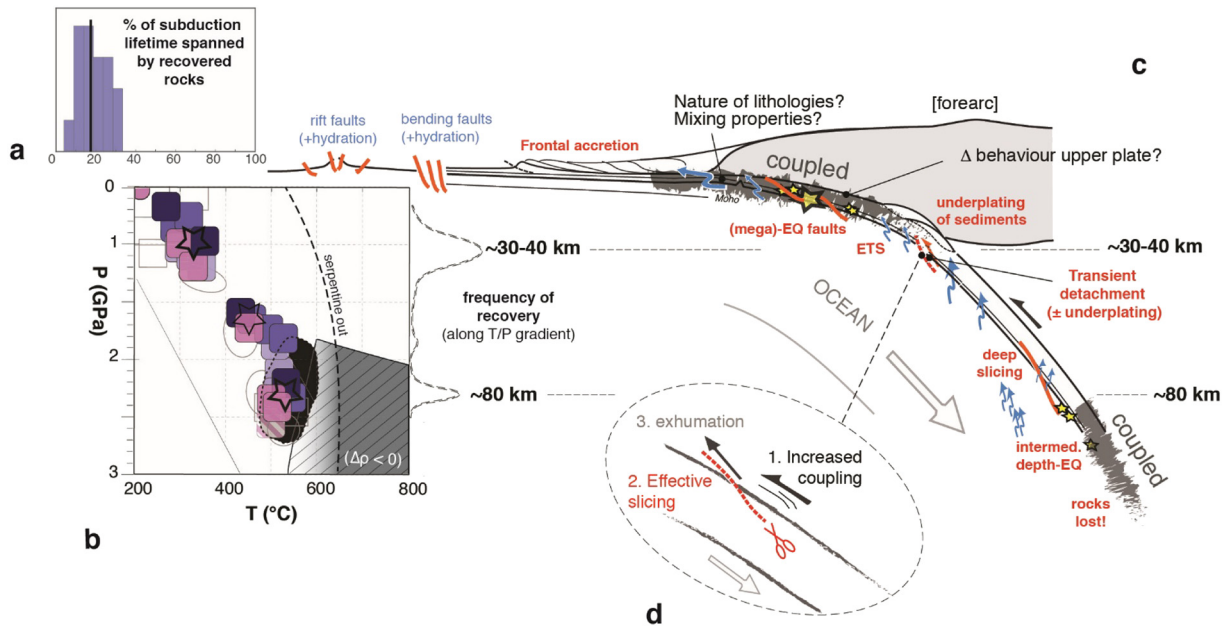 % of subduction
lifetime spanned
by recovered
rocks
0 20 40 60 80 100
a
c
rift faults
(+hydration)
bending faults
(+hydration)
Frontal accretion
Nature of lithologies?
Mixing properties?
[forearc]
coupled
Δ behaviour upper plate?
Mono
(mega)-EQ faults
ETS
underplating
of sediments
~30-40 km
~30-40 km
Transient
detachment
(± underplating)
OCEAN
frequency of
recovery
(along T/P gradient)
~80 km
~80 km
deep
slicing
intermed.
depth-EQ
coupled
rocks
lost!
0
1
2
3
P (GPa)
serpentine out
(Δρ < 0)
200 400 600 800
T (°C)
b
3. exhumation
1. Increased
coupling
2. Effective
slicing
d